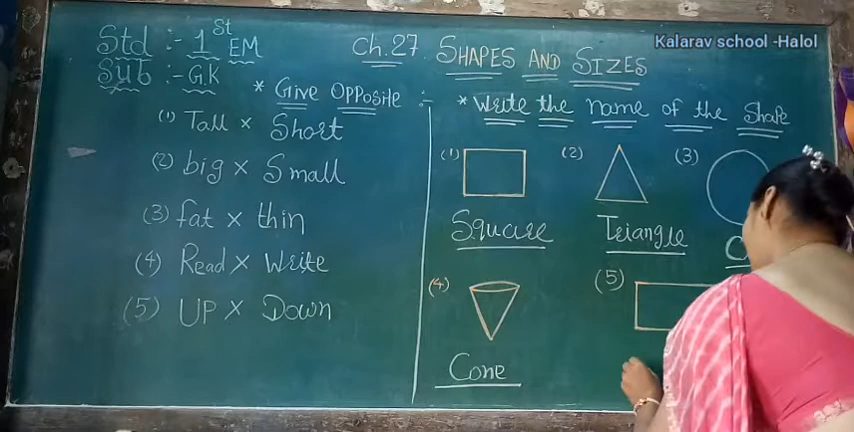 Kalarav school -Halol
Std :- 1st EM
Sub :- GK
Ch.27 SHAPES AND SIZES
* Give OPPosite :-
(1) Tall × Short
(2) big × Small
(3) fat × thin
(4) Read × Write
(5) UP × Down
* Write the name of the Shape
(1) (2) (3)
Square Triangle C
(4) (5)
Cone